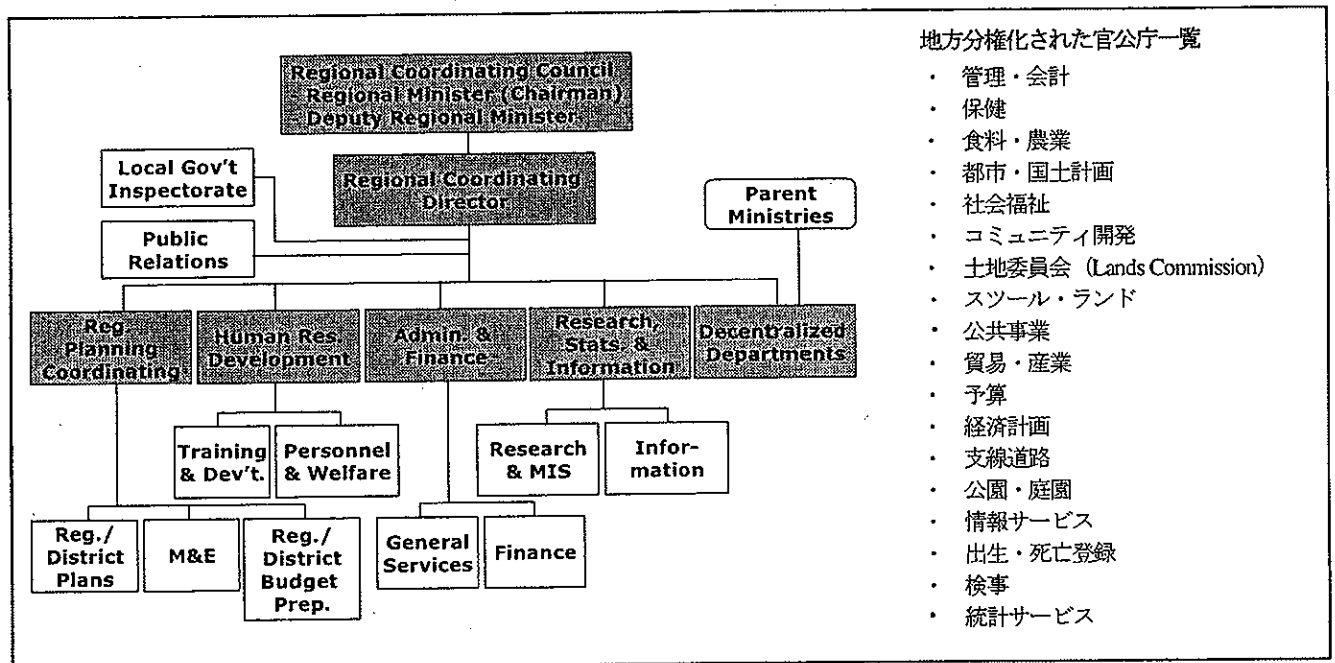 Regional Coordinating Council
- Regional Minister (Chairman)
- Deputy Regional Minister
Local Gov't
Inspectorate
Regional Coordinating
Director
Parent
Ministries
Public
Relations
Reg.
Planning
Coordinating
Human Res.
Development
Admin. &
Finance
Research,
Stats. &
Information
Decentralized
Departments
Training
& Dev't.
Personnel
& Welfare
Research
& MIS
Infor-
mation
Reg./
District
Plans
M&E
Reg./
District
Budget
Prep.
General
Services
Finance
地方分権化された官公庁一覧
・ 管理・会計
・ 保健
・ 食料・農業
・ 都市・国土計画
・ 社会福祉
・ コミュニティ開発
・ 土地委員会（Lands Commission）
・ スツール・ランド
・ 公共事業
・ 貿易・産業
・ 予算
・ 経済計画
・ 支線道路
・ 公園・庭園
・ 情報サービス
・ 出生・死亡登録
・ 検事
・ 統計サービス